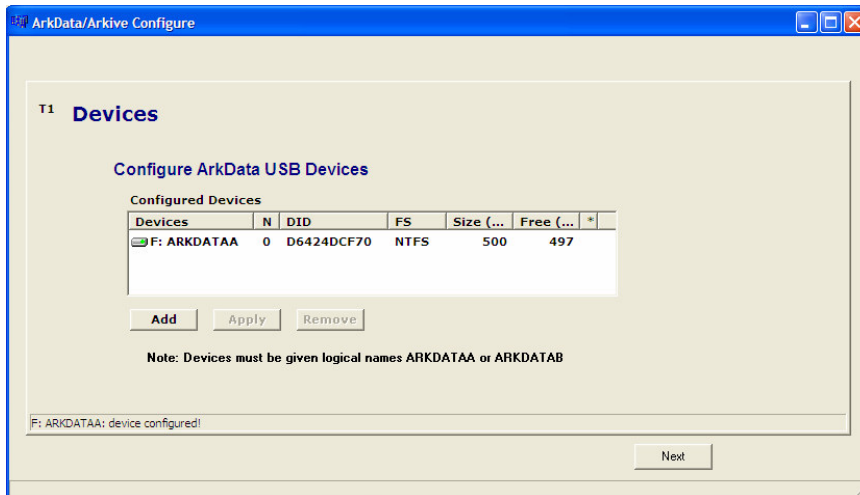 ArkData/Arkive Configure
T1 Devices
Configure ArkData USB Devices
Configured Devices
Devices N DID FS Size (... Free (... *
F: ARKDATAA 0 D6424DCF70 NTFS 500 497
Add Apply Remove
Note: Devices must be given logical names ARKDATAA or ARKDATAB
F: ARKDATAA: device configured!
Next